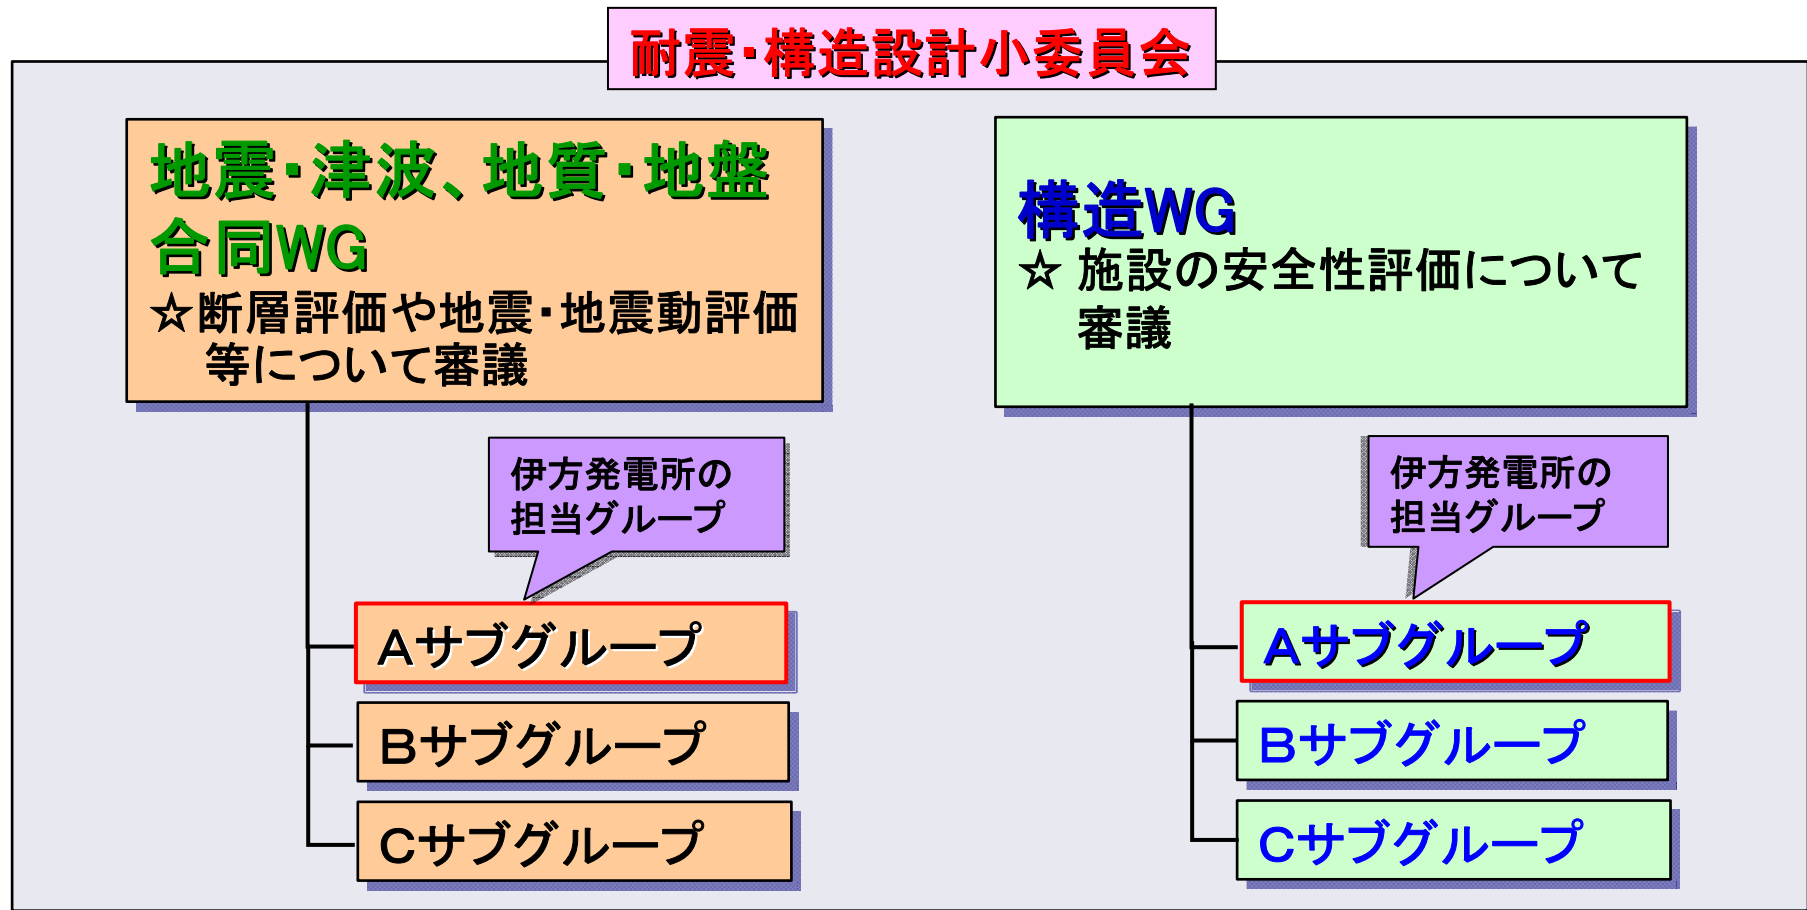 耐震・構造設計小委員会
地震・津波、地質・地盤
合同WG
☆断層評価や地震・地震動評価
等について審議
伊方発電所の
担当グループ
Aサブグループ
Bサブグループ
Cサブグループ
構造WG
☆ 施設の安全性評価について
審議
伊方発電所の
担当グループ
Aサブグループ
Bサブグループ
Cサブグループ